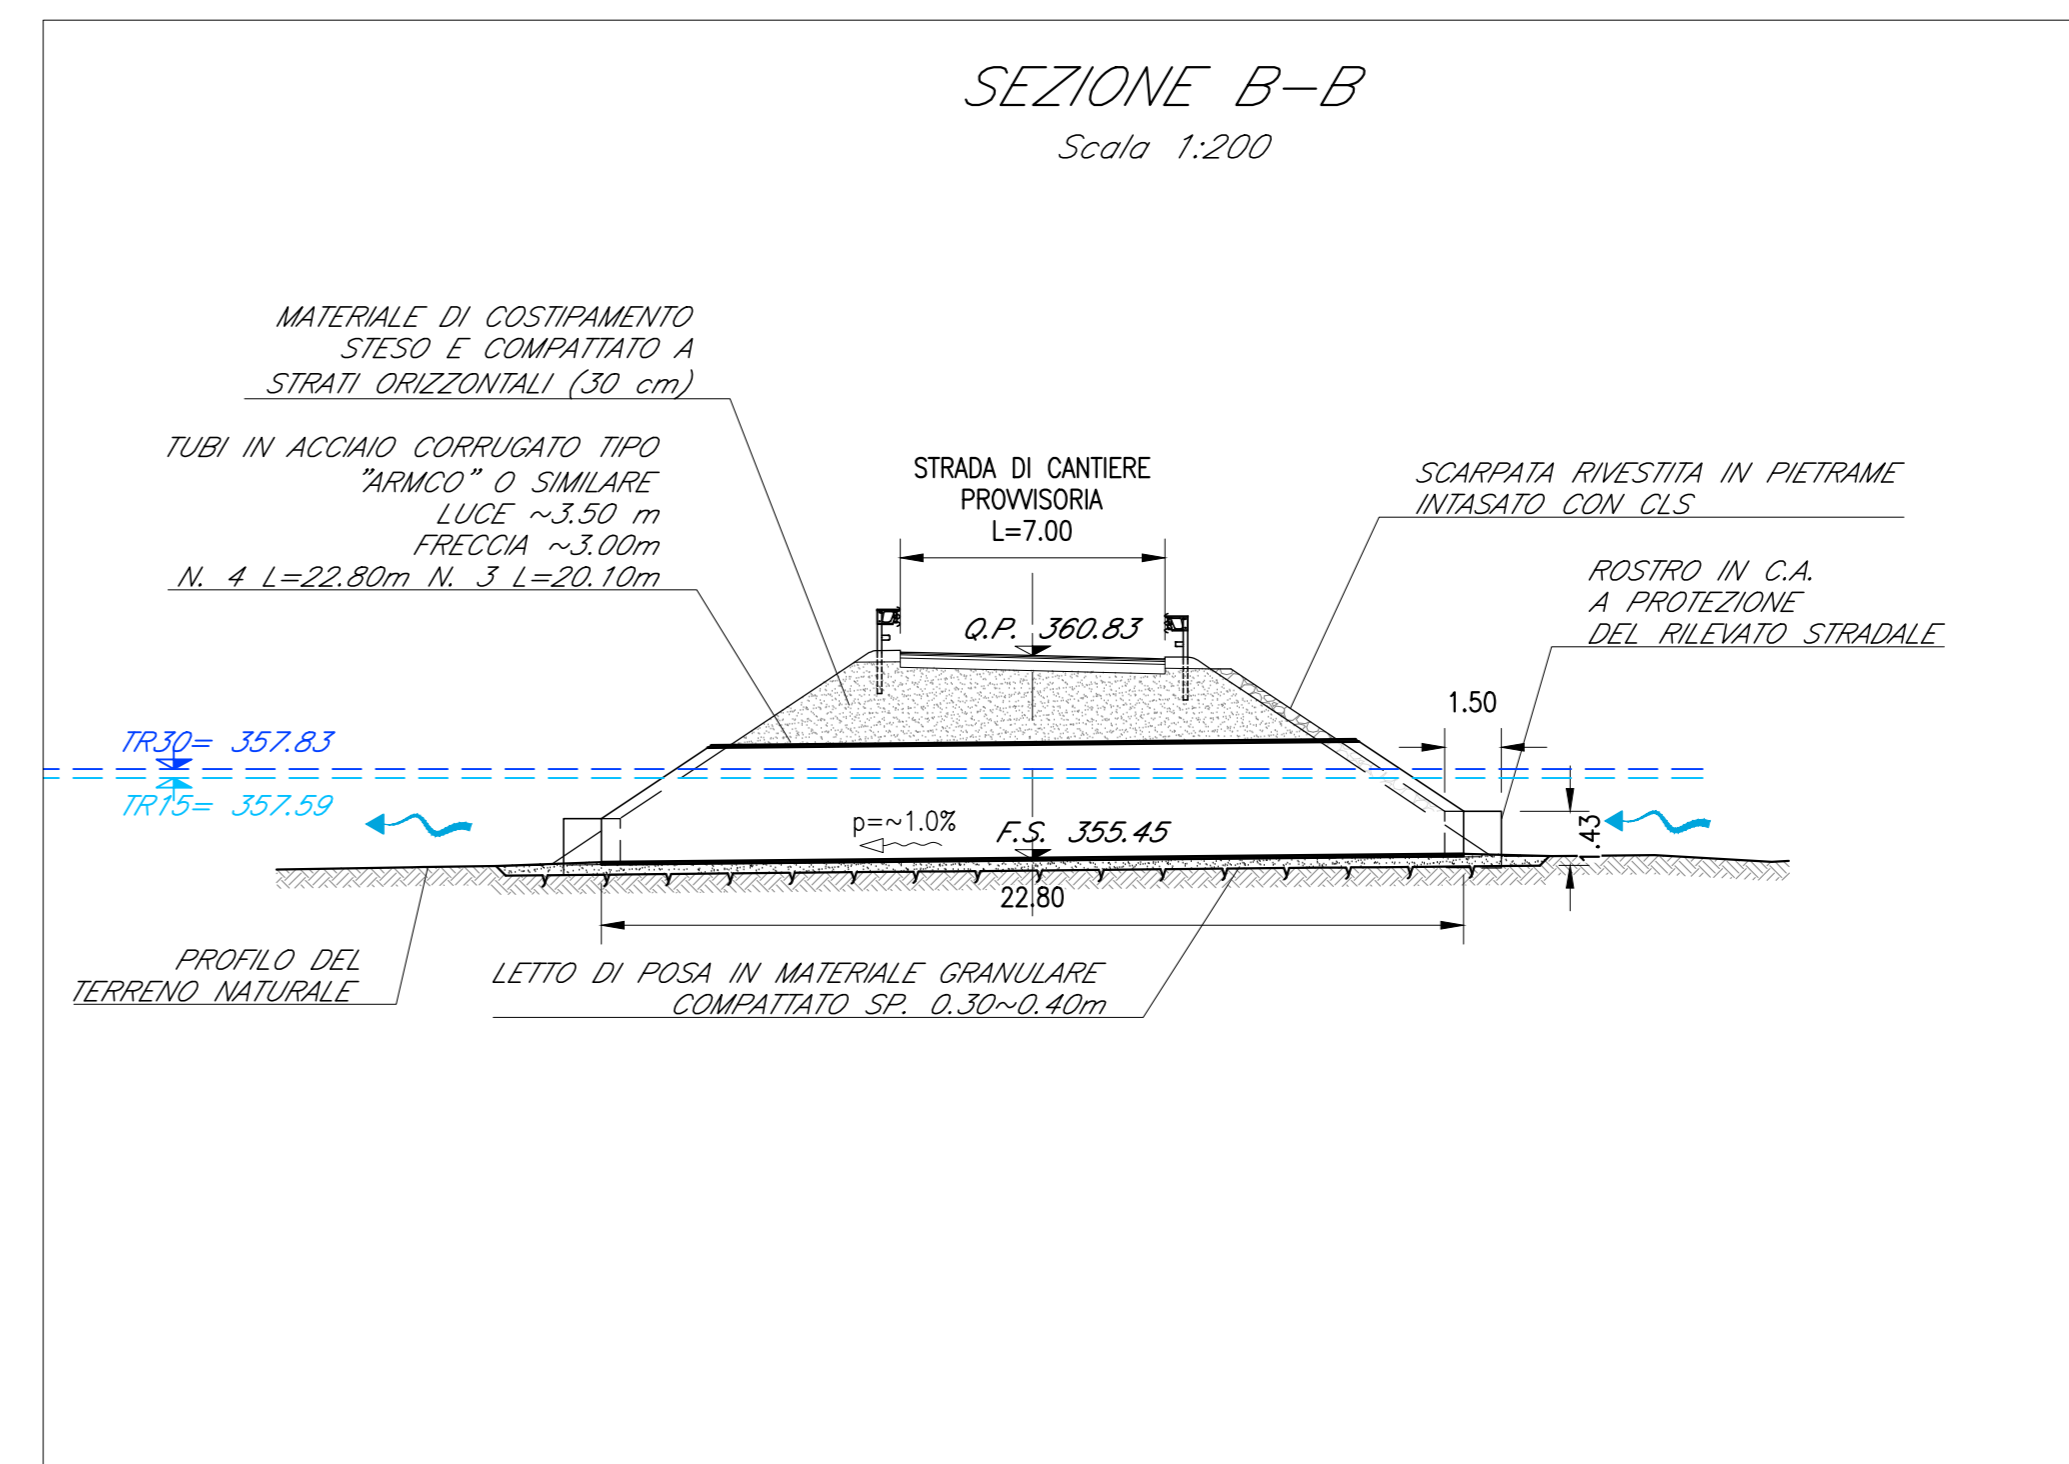 SEZIONE B-B
Scala 1:200
MATERIALE DI COSTIPAMENTO
STESO E COMPATTATO A
STRATI ORIZZONTALI (30 cm)
TUBI IN ACCIAIO CORRUGATO TIPO
"ARMCO" O SIMILARE
LUCE ~3.50 m
FRECCIA ~3.00m
N. 4 L=22.80m N. 3 L=20.10m
STRADA DI CANTIERE
PROVVISORIA
L=7.00
SCARPATA RIVESTITA IN PIETRAME
INTASATO CON CLS
ROSTRO IN C.A.
A PROTEZIONE
DEL RILEVATO STRADALE
Q.P. 360.83
1.50
TR30= 357.83
TR15= 357.59
p=~1.0%
F.S. 355.45
1.43
22.80
PROFILO DEL
TERRENO NATURALE
LETTO DI POSA IN MATERIALE GRANULARE
COMPATTATO SP. 0.30~0.40m